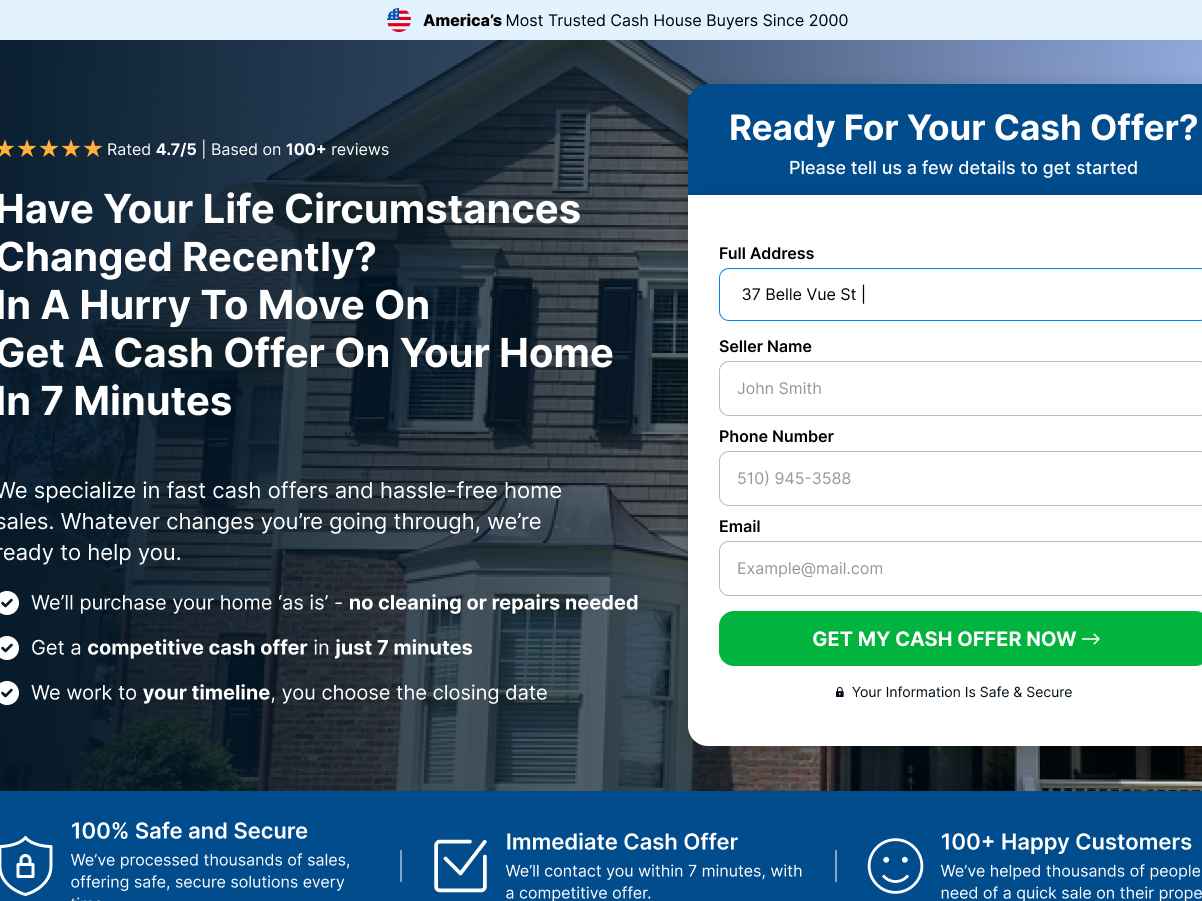 America's Most Trusted Cash House Buyers Since 2000
Rated 4.7/5 | Based on 100+ reviews
Have Your Life Circumstances
Changed Recently?
In A Hurry To Move On
Get A Cash Offer On Your Home
In 7 Minutes
We specialize in fast cash offers and hassle-free home
sales. Whatever changes you're going through, we're
ready to help you.
We'll purchase your home 'as is' - no cleaning or repairs needed
Get a competitive cash offer in just 7 minutes
We work to your timeline, you choose the closing date
Ready For Your Cash Offer?
Please tell us a few details to get started
Full Address
37 Belle Vue St |
Seller Name
John Smith
Phone Number
510) 945-3588
Email
Example@mail.com
GET MY CASH OFFER NOW →
Your Information Is Safe & Secure
100% Safe and Secure
We've processed thousands of sales,
offering safe, secure solutions every
Immediate Cash Offer
We'll contact you within 7 minutes, with
a competitive offer.
100+ Happy Customers
We've helped thousands of people
need of a quick sale on their prope